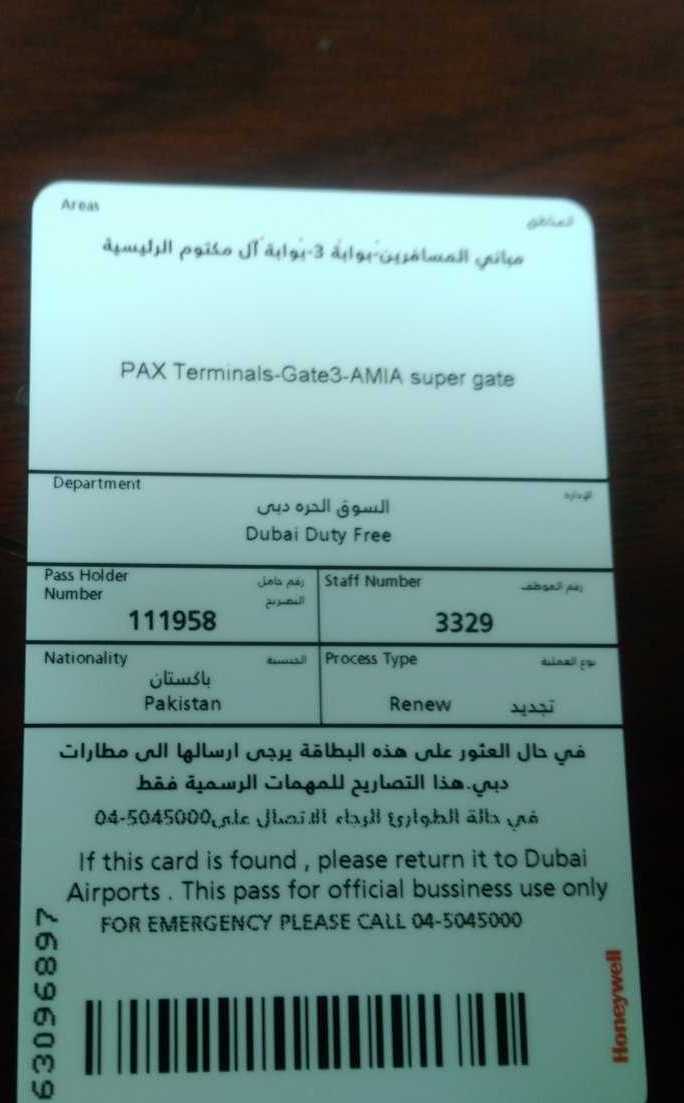 Areas المناطق
مباني المسافرين-بوابة 3-بوابة آل مكتوم الرئيسية
PAX Terminals-Gate3-AMIA super gate
Department الإدارة
السوق الحره دبى
Dubai Duty Free
Pass Holder Number رقم حامل التصريح
111958
Staff Number رقم الموظف
3329
Nationality الجنسية
باكستان
Pakistan
Process Type نوع العملية
Renew تجديد
في حال العثور على هذه البطاقة يرجى ارسالها الى مطارات
دبي.هذا التصاريح للمهمات الرسمية فقط
في حالة الطوارئ الرجاء الاتصال على04-5045000
If this card is found , please return it to Dubai
Airports . This pass for official bussiness use only
FOR EMERGENCY PLEASE CALL 04-5045000
63096897
Honeywell